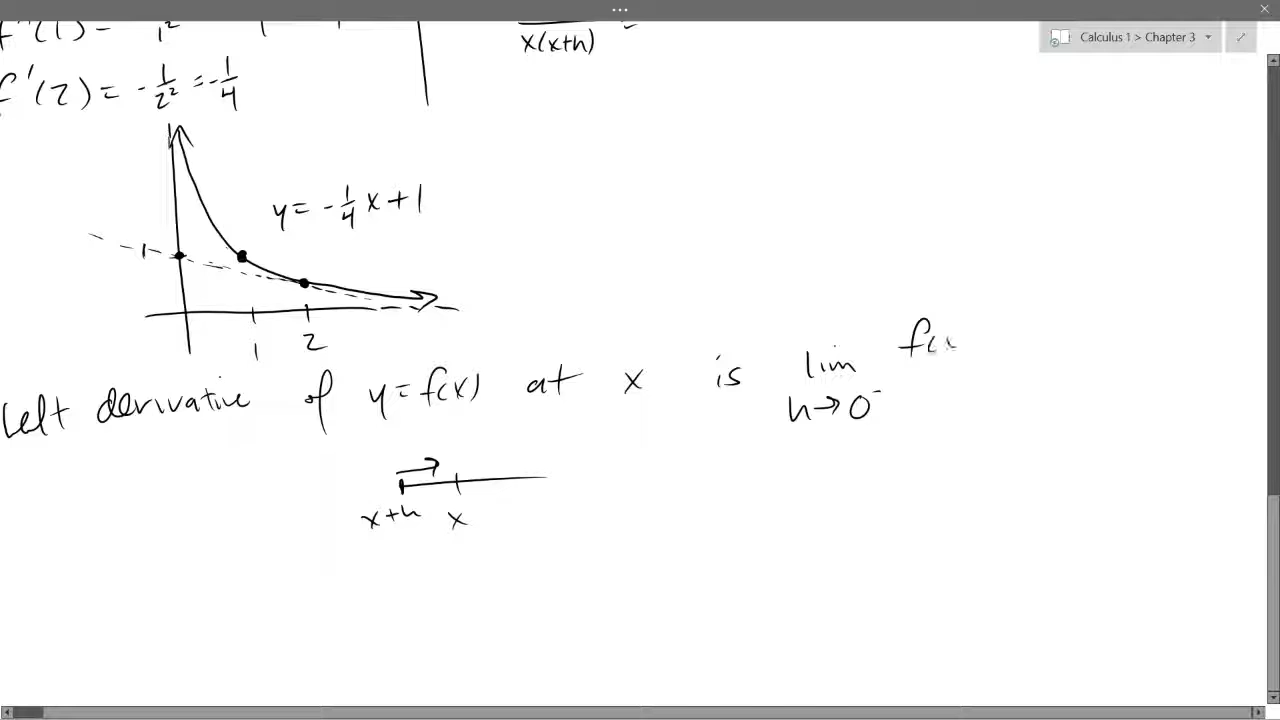 Calculus 1 > Chapter 3
x(x+h) =
f'(2) = -1/2² = -1/4
y = -1/4 x + 1
1
1 2
Left derivative of y = f(x) at x is lim h→0⁻ f(x
x+h x